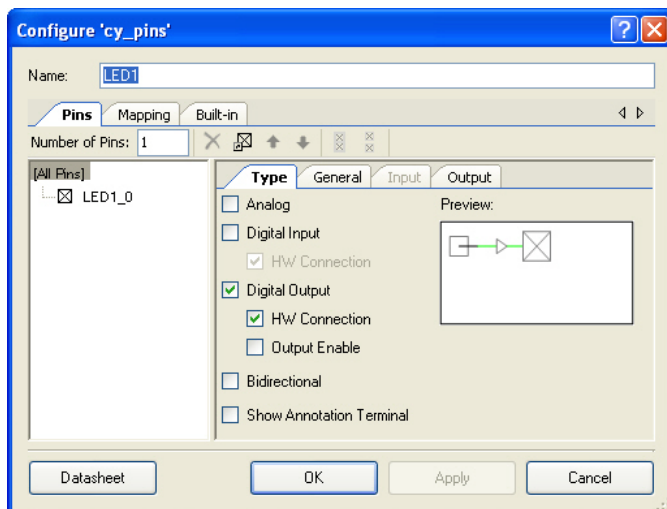 Configure 'cy_pins'
Name: LED1
Pins Mapping Built-in
Number of Pins: 1
[All Pins]
LED1_0
Type General Input Output
Analog
Preview:
Digital Input
HW Connection
Digital Output
HW Connection
Output Enable
Bidirectional
Show Annotation Terminal
Datasheet OK Apply Cancel